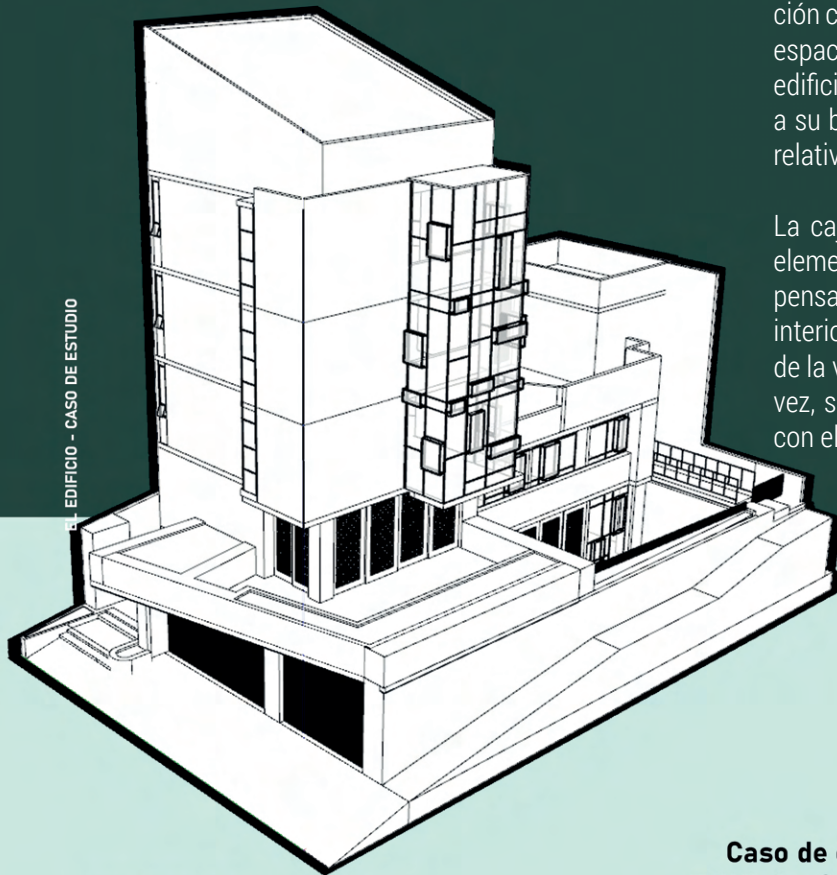 EL EDIFICIO - CASO DE ESTUDIO
ción c
espac
edifici
a su b
relativ
La ca
eleme
pensa
interio
de la v
vez, s
con el
Caso de